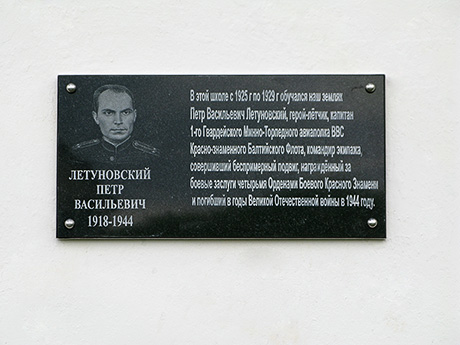 ЛЕТУНОВСКИЙ
ПЕТР
ВАСИЛЬЕВИЧ
1918-1944
В этой школе с 1925 г по 1929 г обучался наш земляк
Петр Васильевич Летуновский, герой-лётчик, капитан
1-го Гвардейского Минно-Торпедного авиаполка ВВС
Красно-знаменного Балтийского Флота, командир экипажа,
совершивший беспримерный подвиг, награждённый за
боевые заслуги четырьмя Орденами Боевого Красного Знамени
и погибший в годы Великой Отечественной войны в 1944 году.